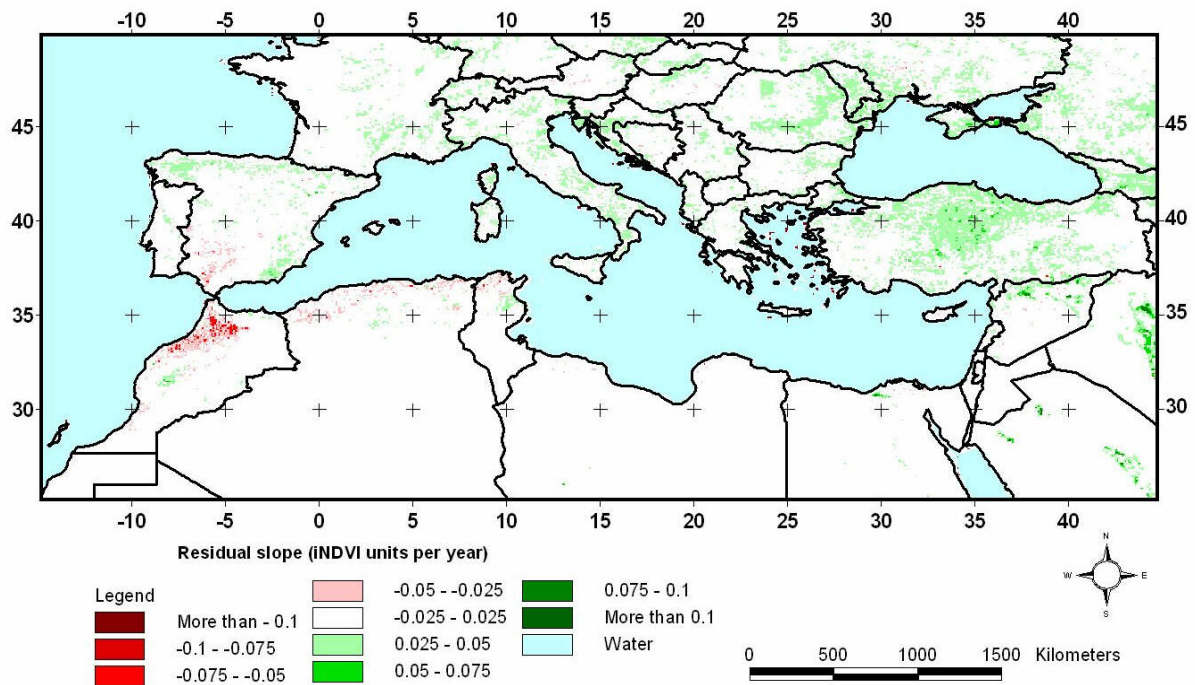 -10 -5 0 5 10 15 20 25 30 35 40
45 45
40 40
35 35
30 30
-10 -5 0 5 10 15 20 25 30 35 40
Residual slope (iNDVI units per year)
Legend
More than - 0.1
-0.1 - -0.075
-0.075 - -0.05
-0.05 - -0.025
-0.025 - 0.025
0.025 - 0.05
0.05 - 0.075
0.075 - 0.1
More than 0.1
Water
N
W E
S
0 500 1000 1500 Kilometers